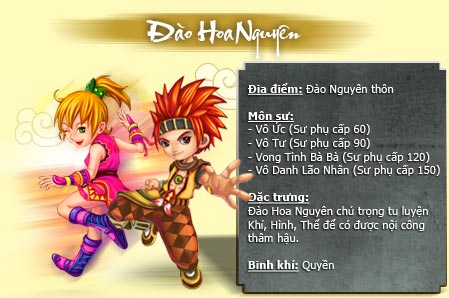 Đào Hoa Nguyên
Địa điểm: Đào Nguyên thôn
Môn sư:
- Vô Ức (Sư phụ cấp 60)
- Vô Tư (Sư phụ cấp 90)
- Vong Tình Bà Bà (Sư phụ cấp 120)
- Vô Danh Lão Nhân (Sư phụ cấp 150)
Đặc trưng:
Đào Hoa Nguyên chú trọng tu luyện
Khí, Hình, Thể để có được nội công
thâm hậu.
Binh khí: Quyền